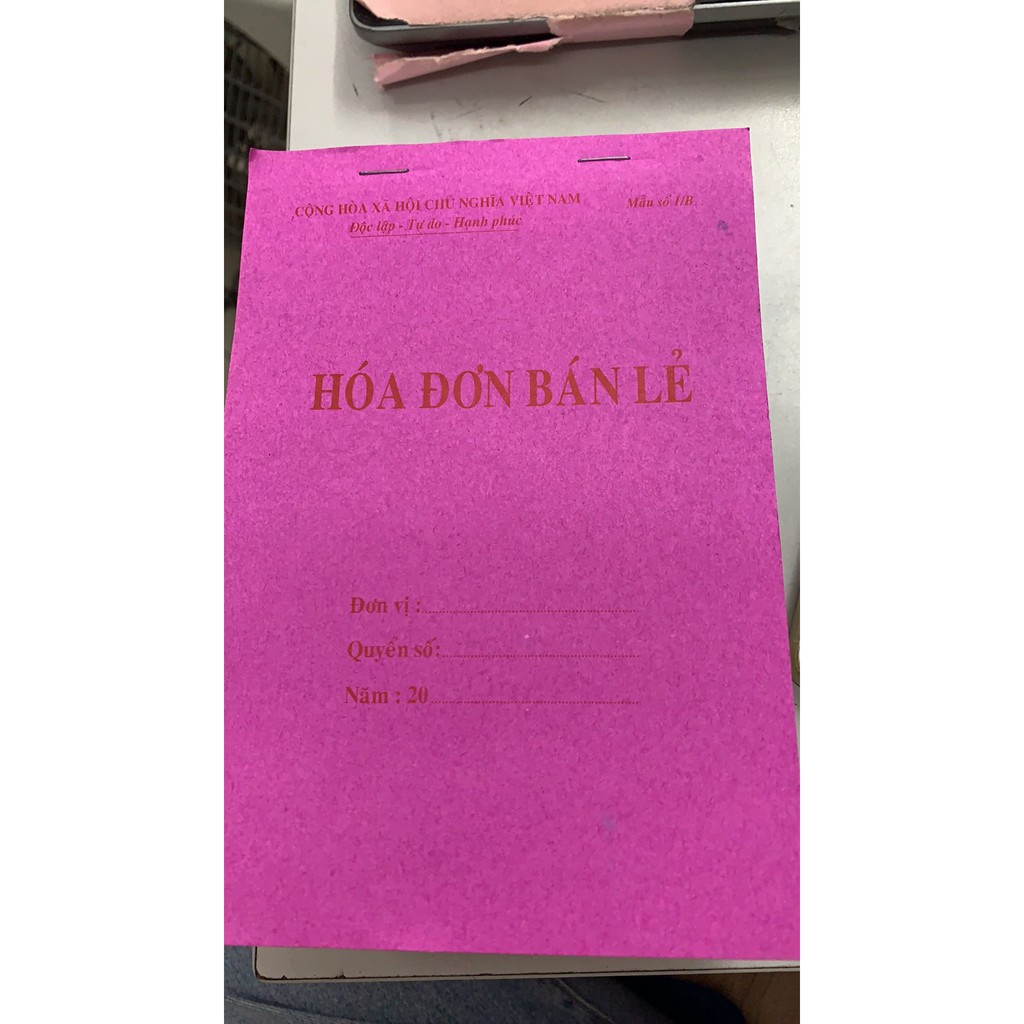 CỘNG HÒA XÃ HỘI CHŨ NGHĨA VIỆT NAM
Mẫu số 1/B
Độc lập - Tự do - Hạnh phúc
HÓA ĐƠN BÁN LẺ
Đơn vị :
Quyển số:
Năm : 20